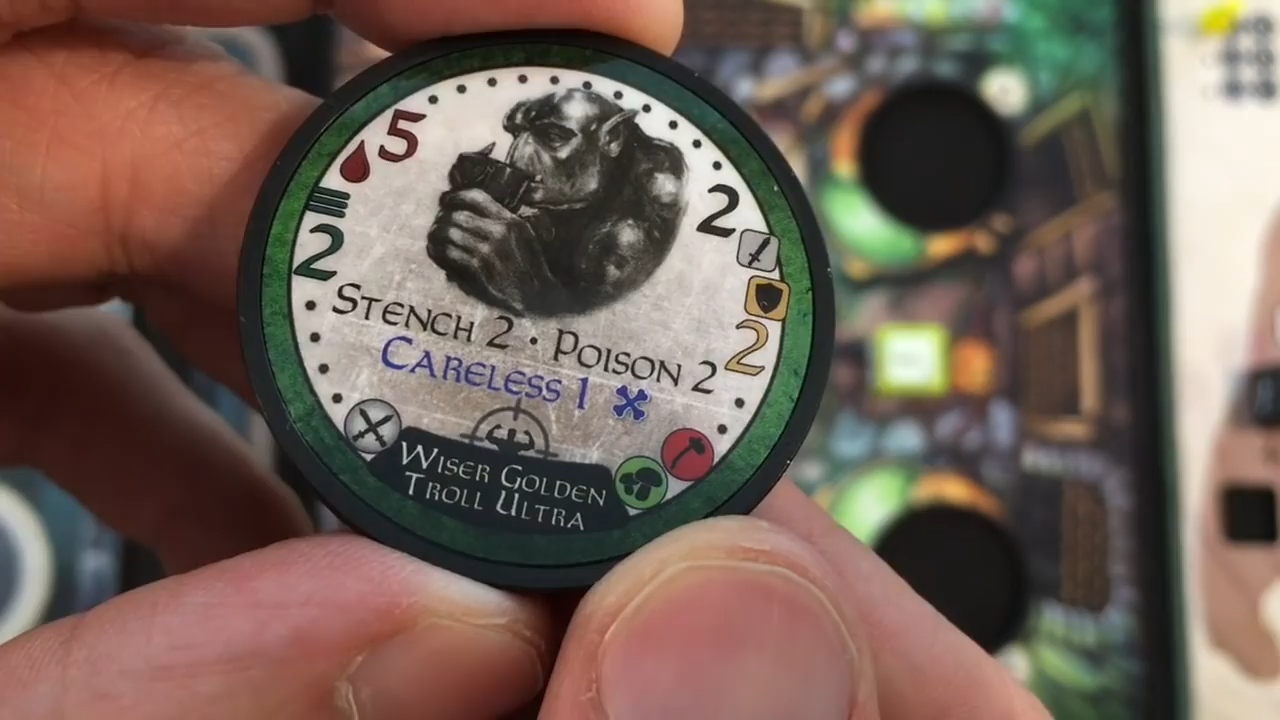 5
2
2
2
STENCH 2 · POISON 2
CARELESS 1
WISER GOLDEN
TROLL ULTRA